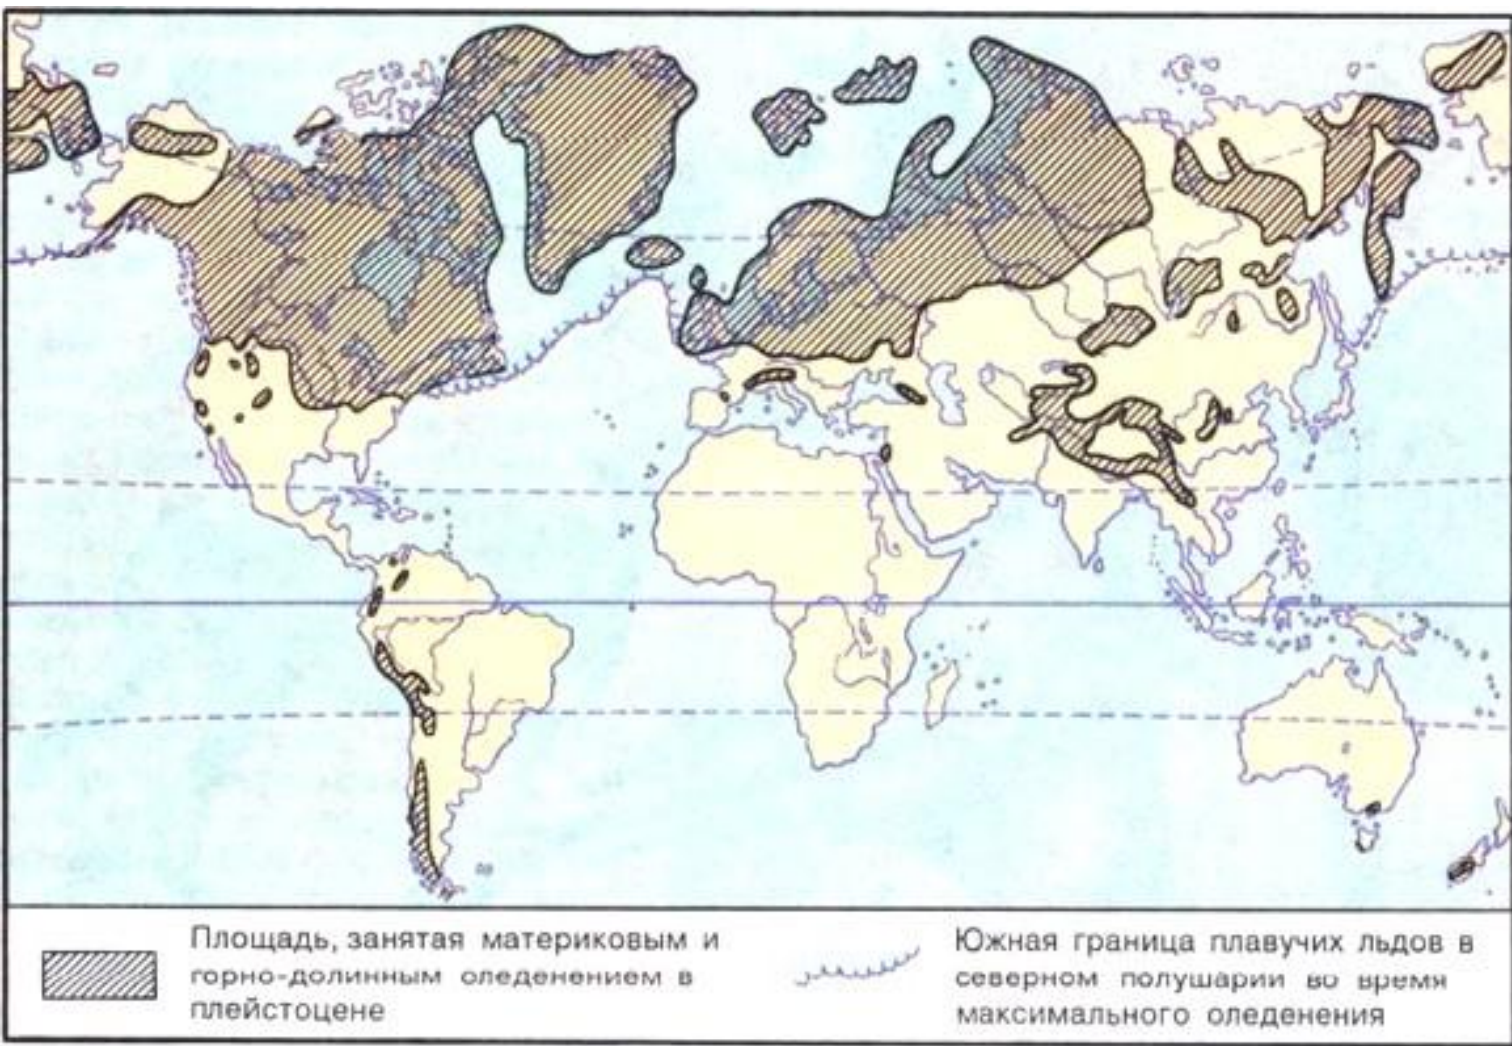 Площадь, занятая материковым и
горно-долинным оледенением в
плейстоцене
Южная граница плавучих льдов в
северном полушарии во время
максимального оледенения